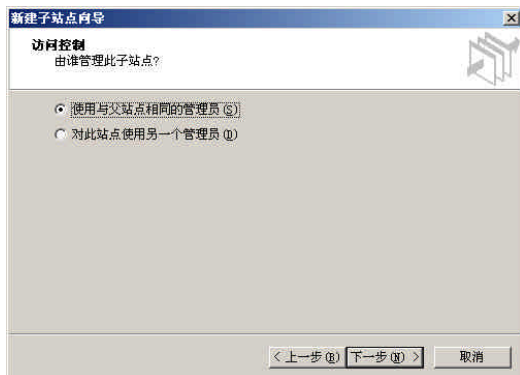 新建子站点向导
访问控制
由谁管理此子站点?
使用与父站点相同的管理员(S)
对此站点使用另一个管理员(D)
< 上一步(B) 下一步(N) > 取消